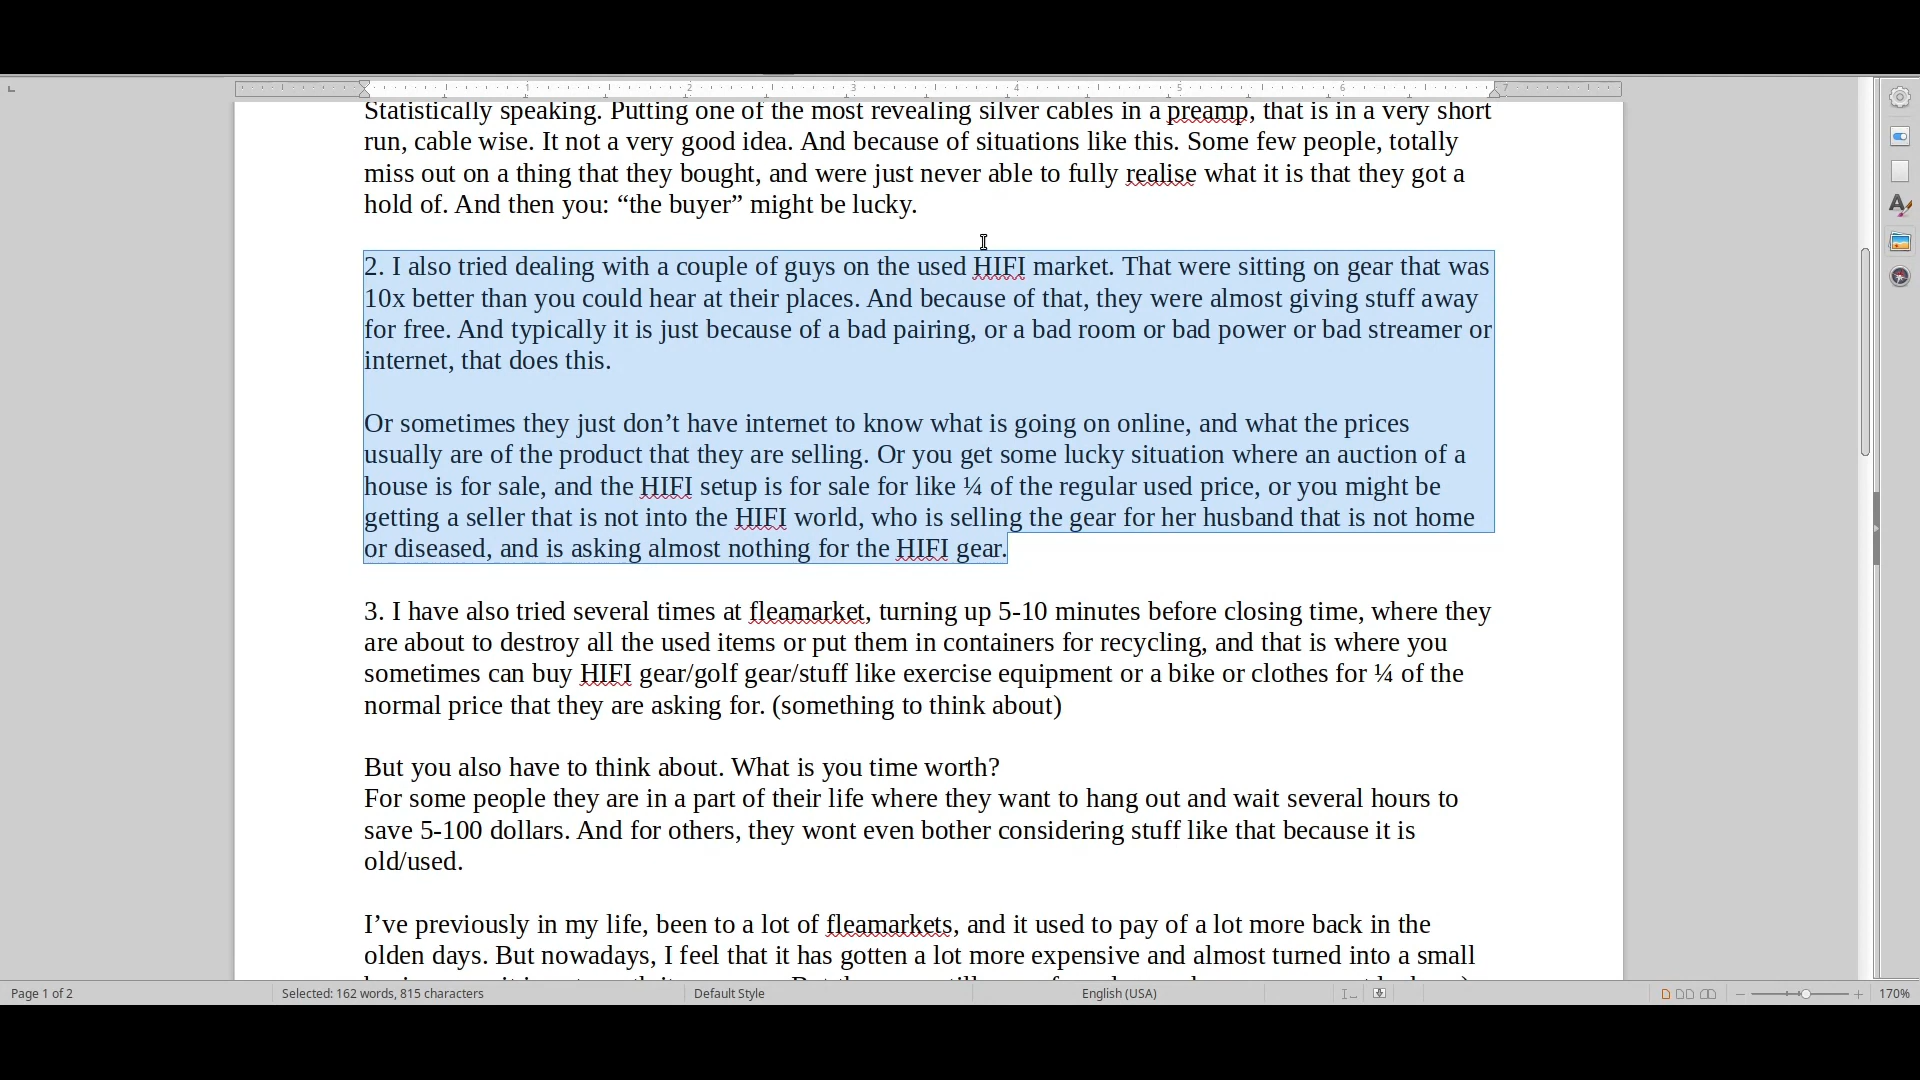 1 2 3 4 5 6 7
Statistically speaking. Putting one of the most revealing silver cables in a preamp, that is in a very short
run, cable wise. It not a very good idea. And because of situations like this. Some few people, totally
miss out on a thing that they bought, and were just never able to fully realise what it is that they got a
hold of. And then you: “the buyer” might be lucky.
2. I also tried dealing with a couple of guys on the used HIFI market. That were sitting on gear that was
10x better than you could hear at their places. And because of that, they were almost giving stuff away
for free. And typically it is just because of a bad pairing, or a bad room or bad power or bad streamer or
internet, that does this.
Or sometimes they just don’t have internet to know what is going on online, and what the prices
usually are of the product that they are selling. Or you get some lucky situation where an auction of a
house is for sale, and the HIFI setup is for sale for like ¼ of the regular used price, or you might be
getting a seller that is not into the HIFI world, who is selling the gear for her husband that is not home
or diseased, and is asking almost nothing for the HIFI gear.
3. I have also tried several times at fleamarket, turning up 5-10 minutes before closing time, where they
are about to destroy all the used items or put them in containers for recycling, and that is where you
sometimes can buy HIFI gear/golf gear/stuff like exercise equipment or a bike or clothes for ¼ of the
normal price that they are asking for. (something to think about)
But you also have to think about. What is you time worth?
For some people they are in a part of their life where they want to hang out and wait several hours to
save 5-100 dollars. And for others, they wont even bother considering stuff like that because it is
old/used.
I’ve previously in my life, been to a lot of fleamarkets, and it used to pay of a lot more back in the
olden days. But nowadays, I feel that it has gotten a lot more expensive and almost turned into a small
Page 1 of 2
Selected: 162 words, 815 characters
Default Style
English (USA)
170%